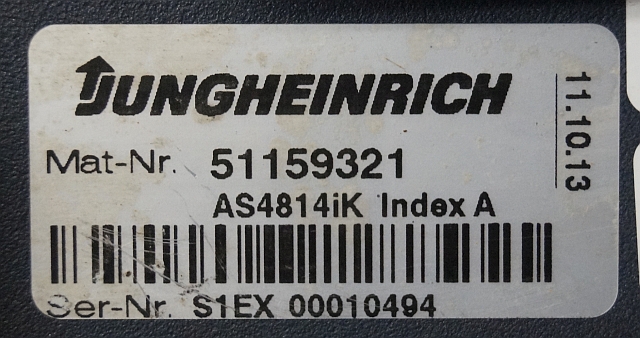 JUNGHEINRICH
Mat-Nr. 51159321
AS4814iK Index A
Ser-Nr. S1EX 00010494
11.10.13